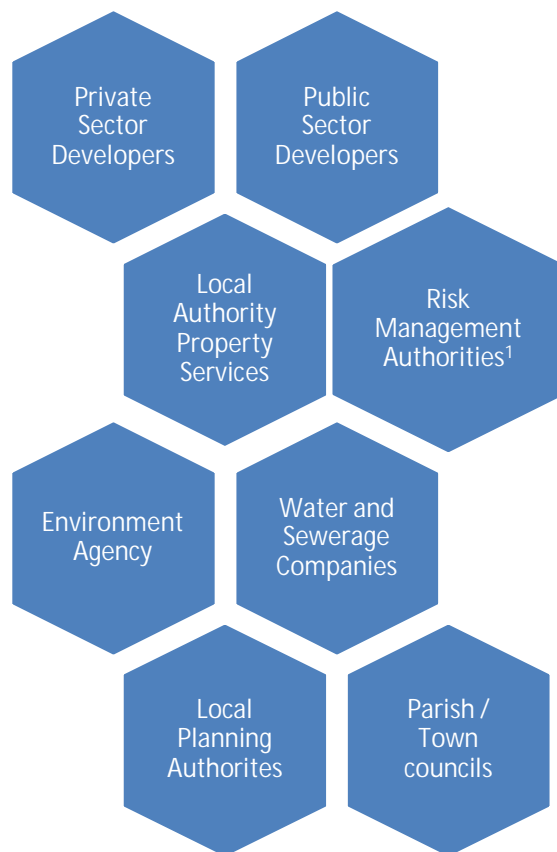 Private
Sector
Developers
Public
Sector
Developers
Local
Authority
Property
Services
Risk
Management
Authorities¹
Environment
Agency
Water and
Sewerage
Companies
Local
Planning
Authorites
Parish /
Town
councils